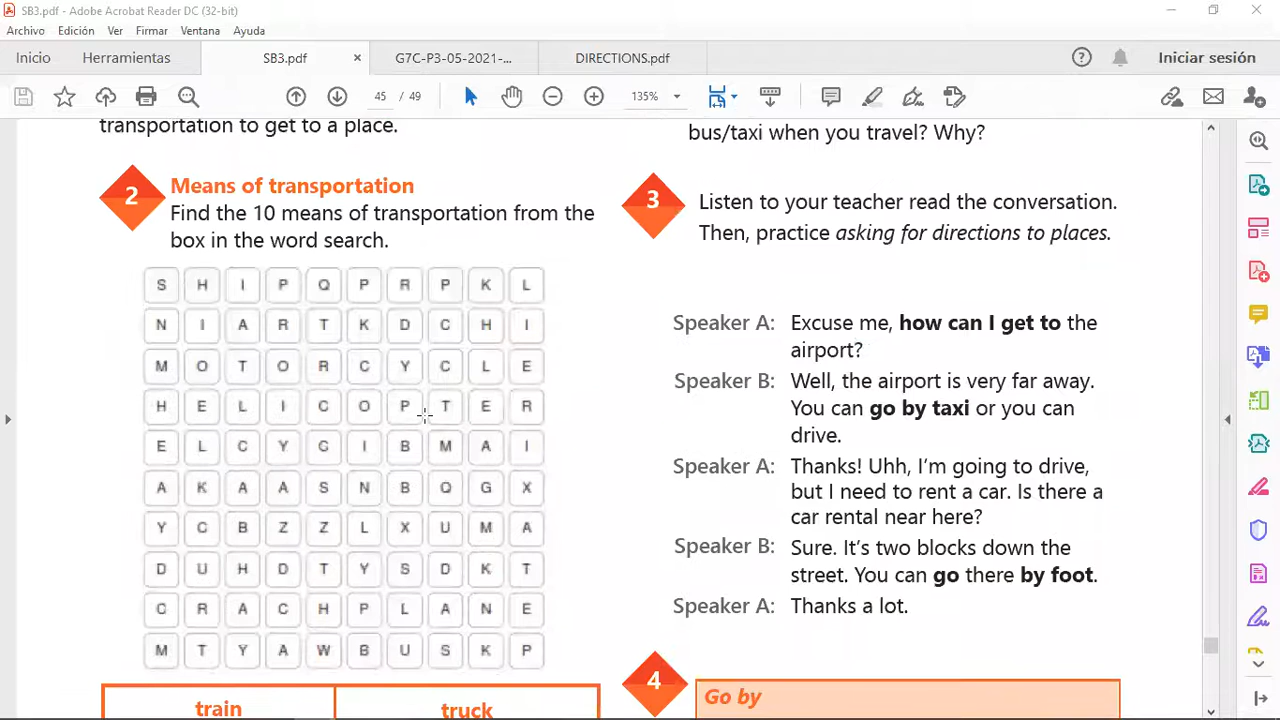 SB3.pdf - Adobe Acrobat Reader DC (32-bit)
Archivo Edición Ver Firmar Ventana Ayuda
Inicio Herramientas SB3.pdf × G7C-P3-05-2021-... DIRECTIONS.pdf Iniciar sesión
45 / 49 135%
transportation to get to a place.
2 Means of transportation
Find the 10 means of transportation from the
box in the word search.
S H I P Q P R P K L
N I A R T K D C H I
M O T O R C Y C L E
H E L I C O P T E R
E L C Y C I B M A I
A K A A S N B O G X
Y C B Z Z L X U M A
D U H D T Y S D K T
C R A C H P L A N E
M T Y A W B U S K P
train truck
bus/taxi when you travel? Why?
3 Listen to your teacher read the conversation.
Then, practice asking for directions to places.
Speaker A: Excuse me, how can I get to the
airport?
Speaker B: Well, the airport is very far away.
You can go by taxi or you can
drive.
Speaker A: Thanks! Uhh, I'm going to drive,
but I need to rent a car. Is there a
car rental near here?
Speaker B: Sure. It's two blocks down the
street. You can go there by foot.
Speaker A: Thanks a lot.
4 Go by